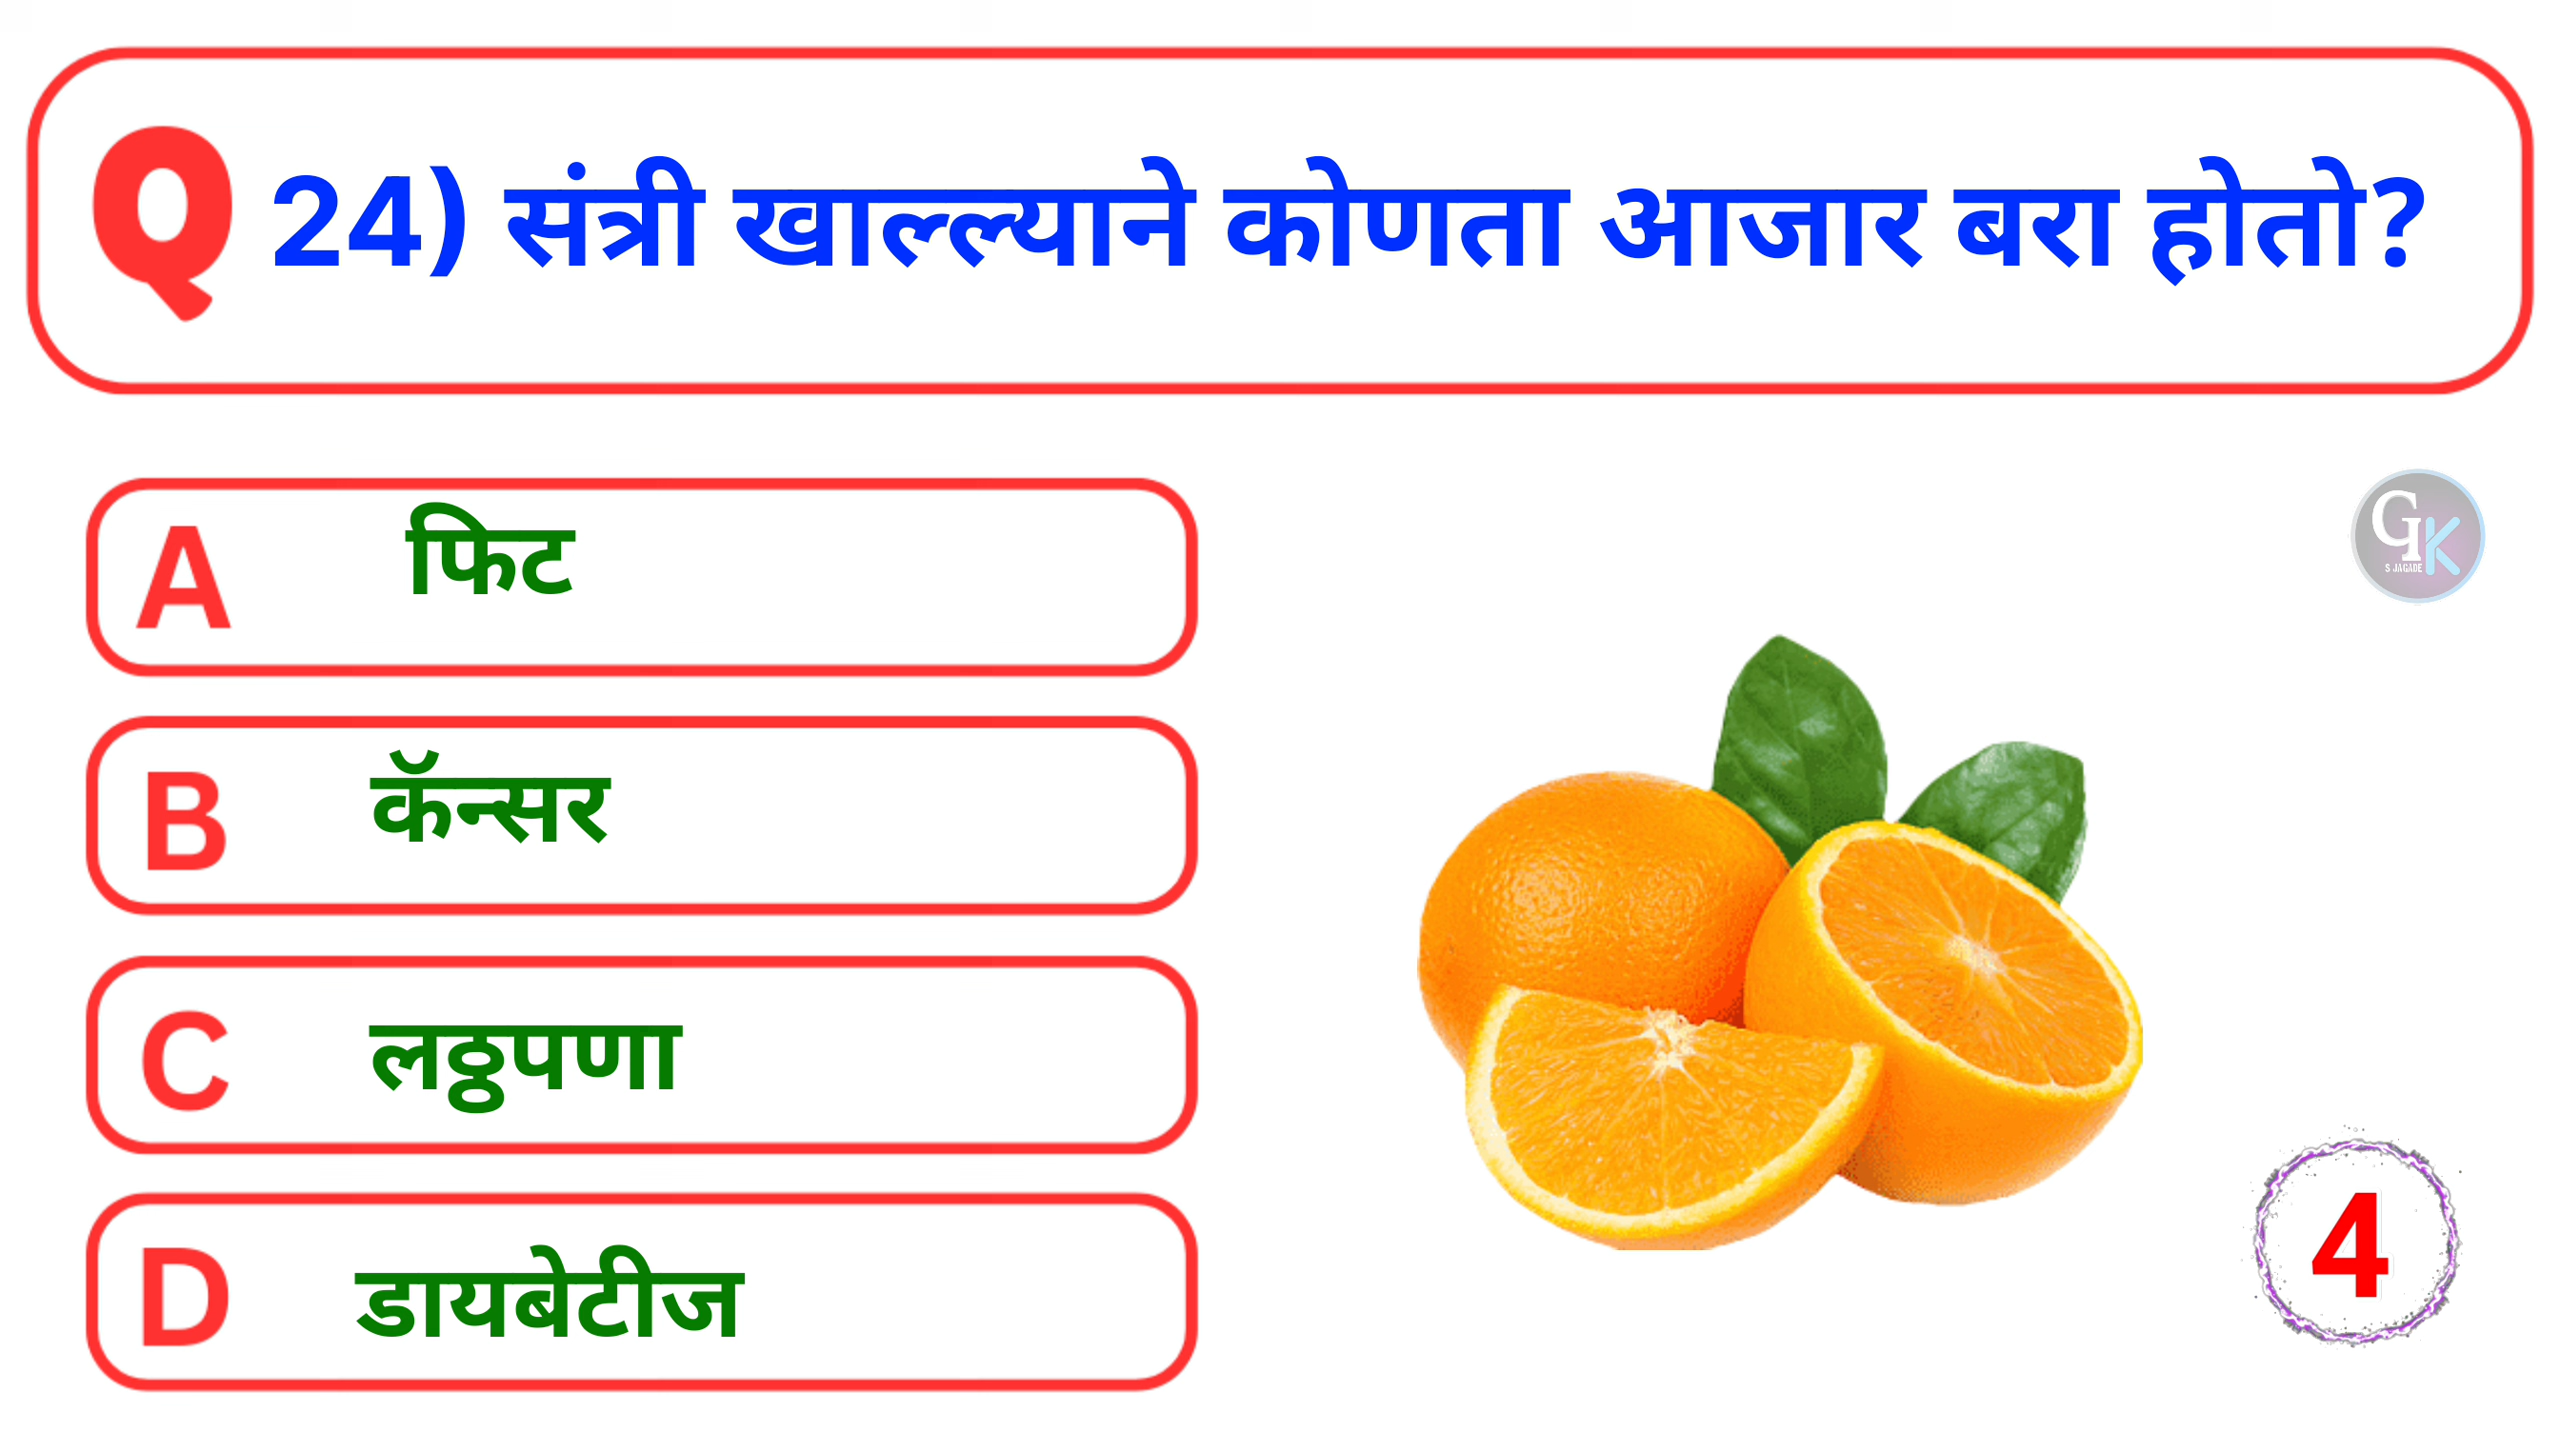 Q 24) संत्री खाल्ल्याने कोणता आजार बरा होतो?
A फिट
GK
S JAGADE
B कॅन्सर
C लठ्ठपणा
D डायबेटीज
4